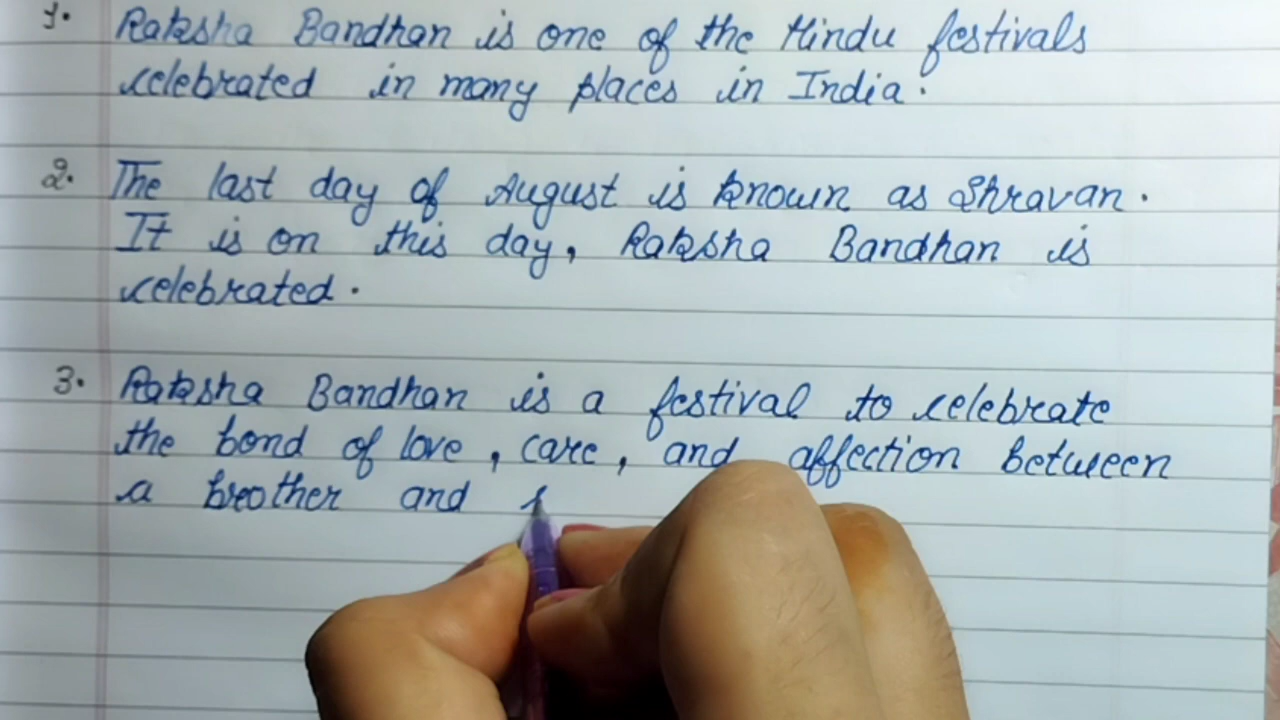 1. Raksha Bandhan is one of the Hindu festivals
celebrated in many places in India.
2. The last day of August is known as Shravan.
It is on this day, Raksha Bandhan is
celebrated.
3. Raksha Bandhan is a festival to celebrate
the bond of love, care, and affection between
a brother and s